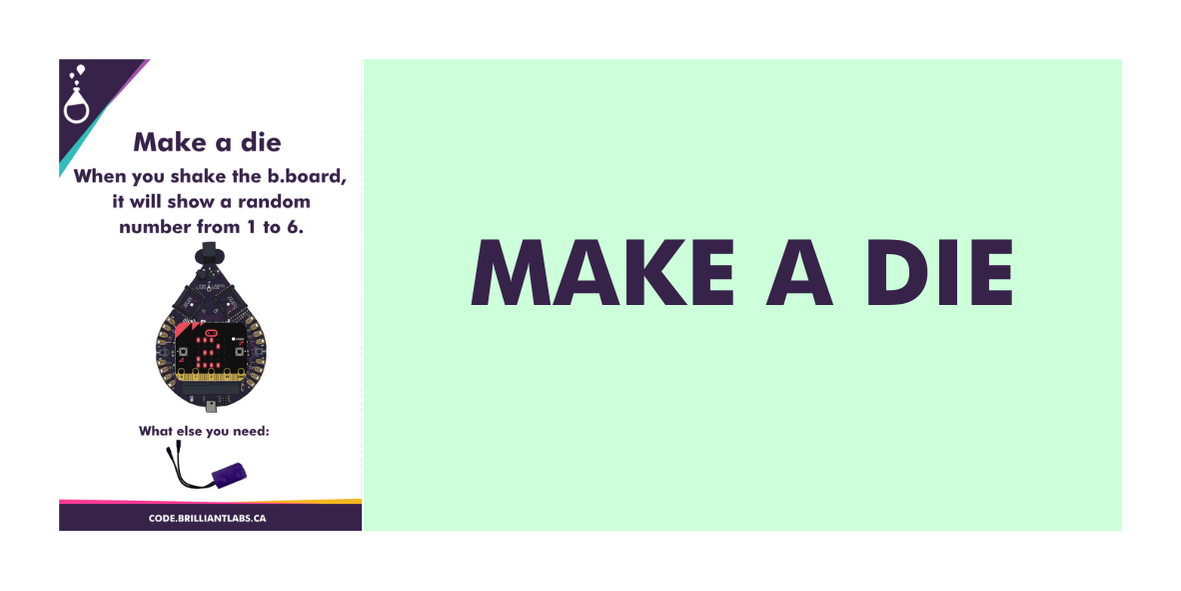 Make a die
When you shake the b.board,
it will show a random
number from 1 to 6.
What else you need:
CODE.BRILLIANTLABS.CA
MAKE A DIE